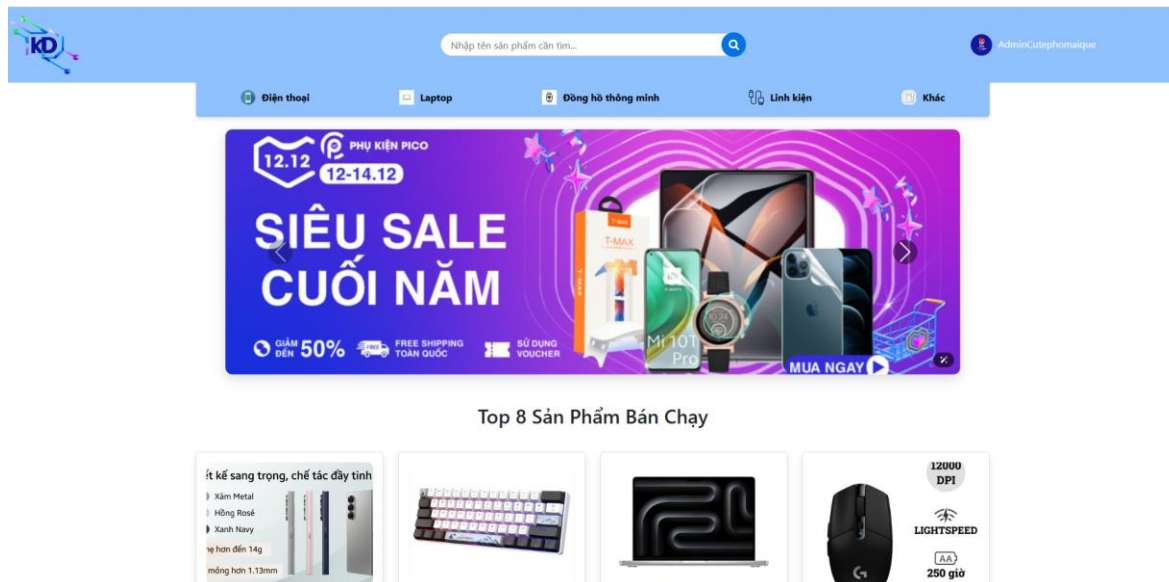 KD
Nhập tên sản phẩm cần tìm...
AdminCutephomaique
Điện thoại
Laptop
Đồng hồ thông minh
Linh kiện
Khác
12.12
PHỤ KIỆN PICO
12-14.12
SIÊU SALE
CUỐI NĂM
GIẢM ĐẾN 50%
FREE SHIPPING
TOÀN QUỐC
SỬ DỤNG
VOUCHER
T-MAX
T-MAX
Mi 10T
Pro
MUA NGAY
Top 8 Sản Phẩm Bán Chạy
ết kế sang trọng, chế tác đầy tinh
Xám Metal
Hồng Rosé
Xanh Navy
hẹ hơn đến 14g
mỏng hơn 1.13mm
12000
DPI
LIGHTSPEED
AA
250 giờ
G